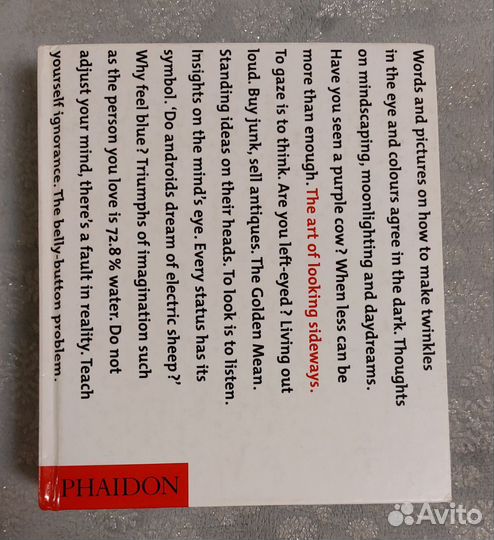 Words and pictures on how to make twinkles
in the eye and colours agree in the dark. Thoughts
on mindscaping, moonlighting and daydreams.
Have you seen a purple cow? When less can be
more than enough. The art of looking sideways.
To gaze is to think. Are you left-eyed? Living out
loud. Buy junk, sell antiques. The Golden Mean.
Standing ideas on their heads. To look is to listen.
Insights on the mind's eye. Every status has its
symbol. 'Do androids dream of electric sheep?'
Why feel blue? Triumphs of imagination such
as the person you love is 72.8% water. Do not
adjust your mind, there's a fault in reality. Teach
yourself ignorance. The belly-button problem.
PHAIDON
Avito